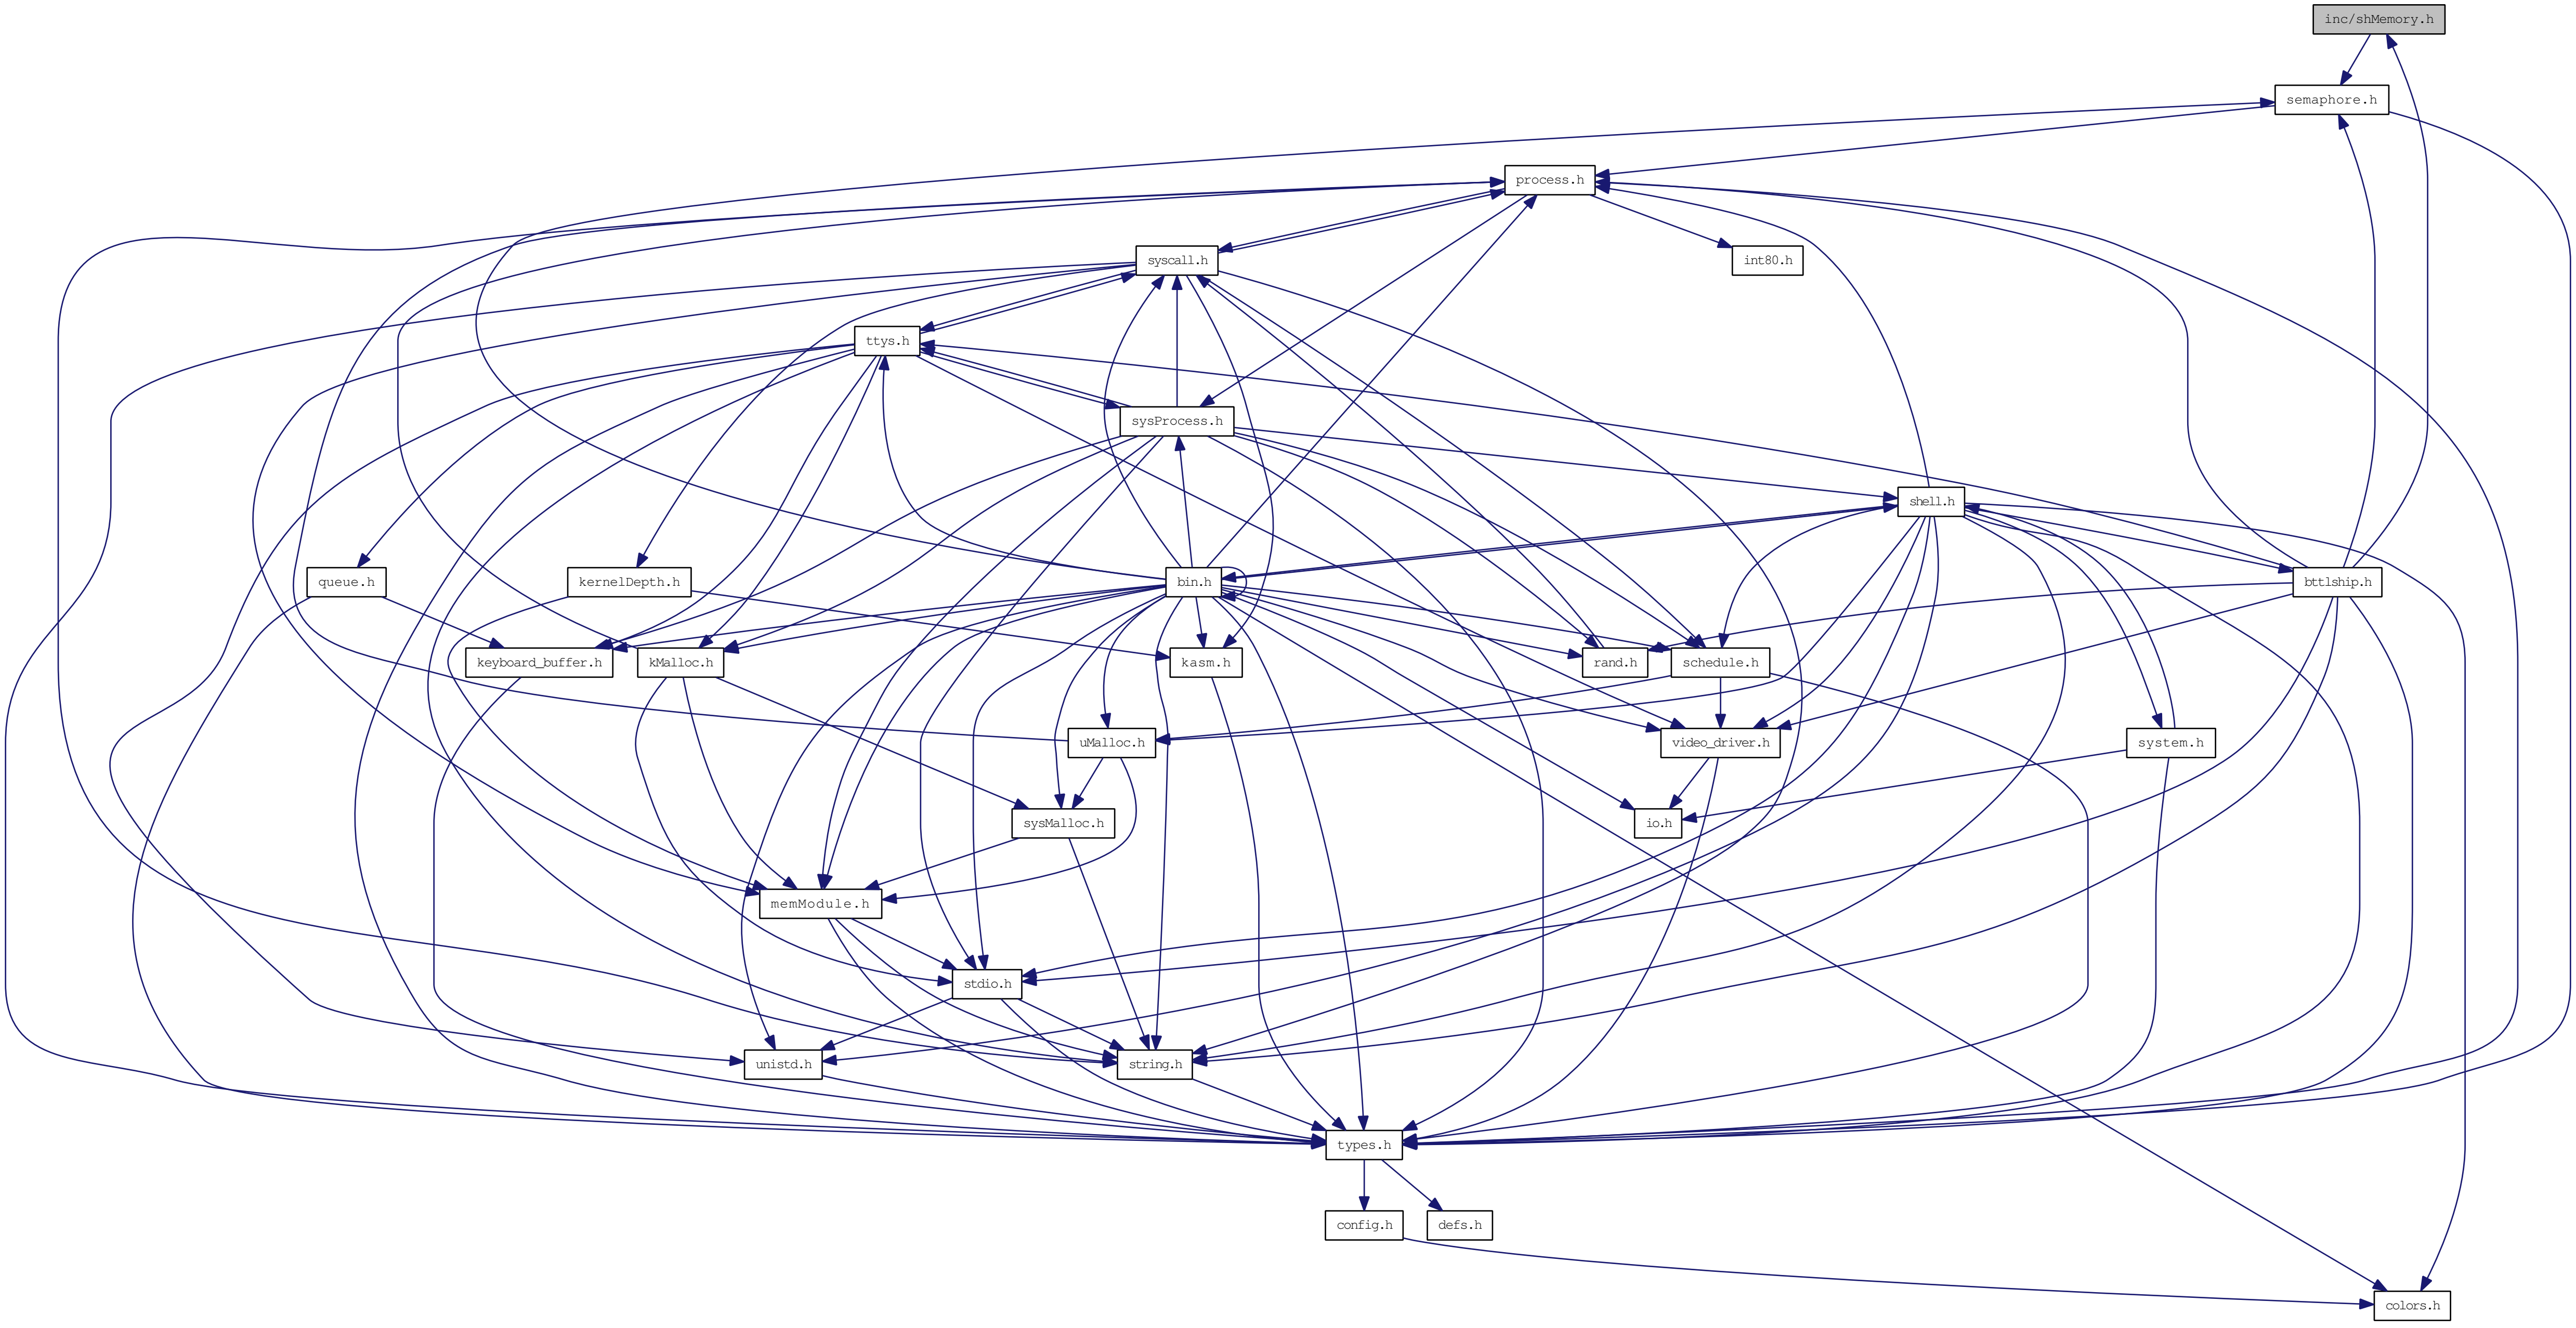 inc/shMemory.h
semaphore.h
process.h
syscall.h
int80.h
ttys.h
sysProcess.h
shell.h
queue.h
kernelDepth.h
bin.h
bttlship.h
keyboard_buffer.h
kMalloc.h
kasm.h
rand.h
schedule.h
uMalloc.h
video_driver.h
system.h
sysMalloc.h
io.h
memModule.h
stdio.h
unistd.h
string.h
types.h
config.h
defs.h
colors.h